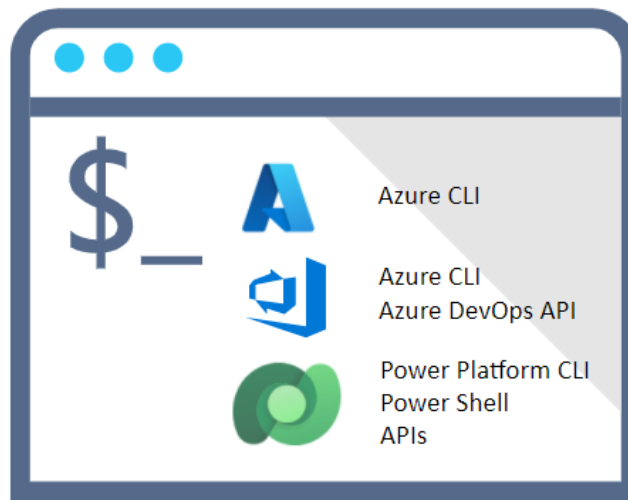 $_
Azure CLI
Azure CLI
Azure DevOps API
Power Platform CLI
Power Shell
APIs